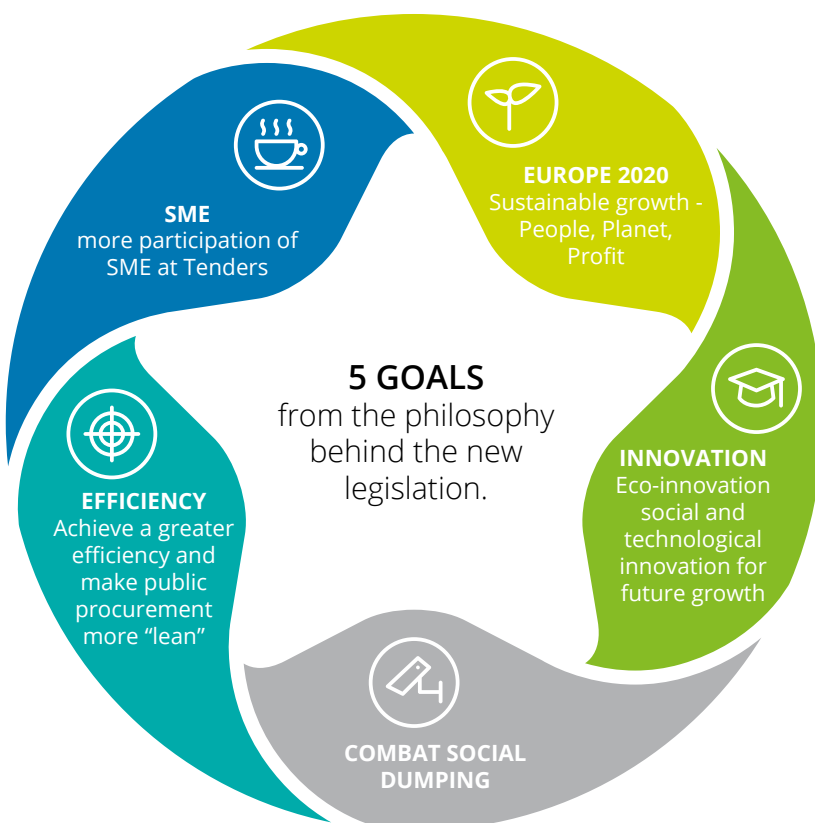 SME
more participation of
SME at Tenders
EUROPE 2020
Sustainable growth -
People, Planet,
Profit
5 GOALS
from the philosophy
behind the new
legislation.
INNOVATION
Eco-innovation
social and
technological
innovation for
future growth
EFFICIENCY
Achieve a greater
efficiency and
make public
procurement
more “lean”
COMBAT SOCIAL
DUMPING